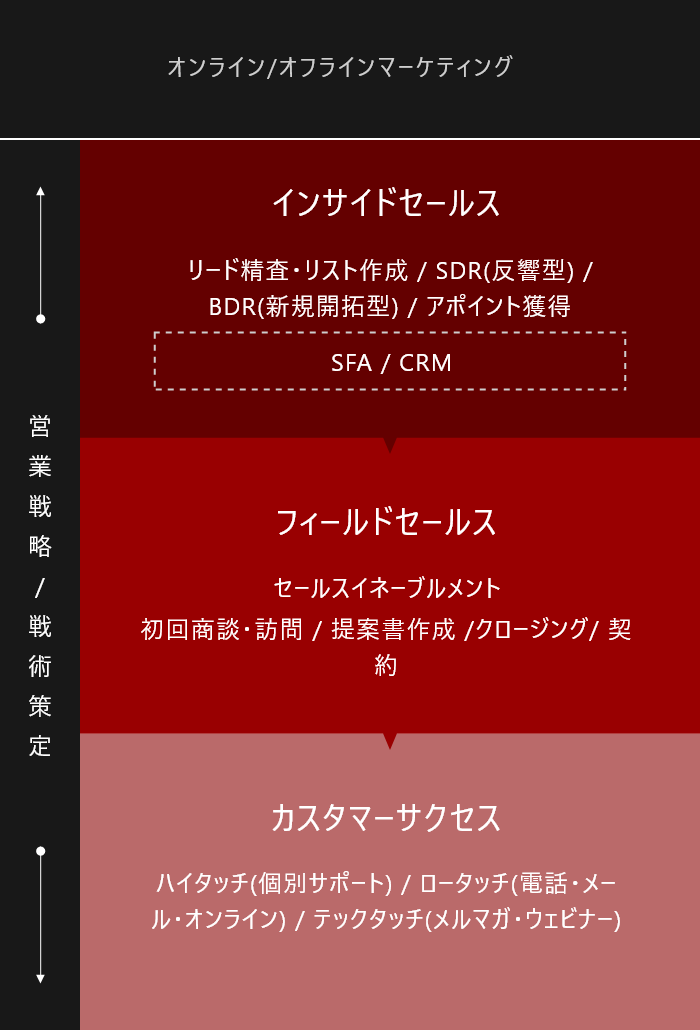 オンライン/オフラインマーケティング
営業戦略/戦術策定
インサイドセールス
リード精査・リスト作成 / SDR(反響型) /
BDR(新規開拓型) / アポイント獲得
SFA / CRM
フィールドセールス
セールスイネーブルメント
初回商談・訪問 / 提案書作成 /クロージング/ 契
約
カスタマーサクセス
ハイタッチ(個別サポート) / ロータッチ(電話・メー
ル・オンライン) / テックタッチ(メルマガ・ウェビナー)